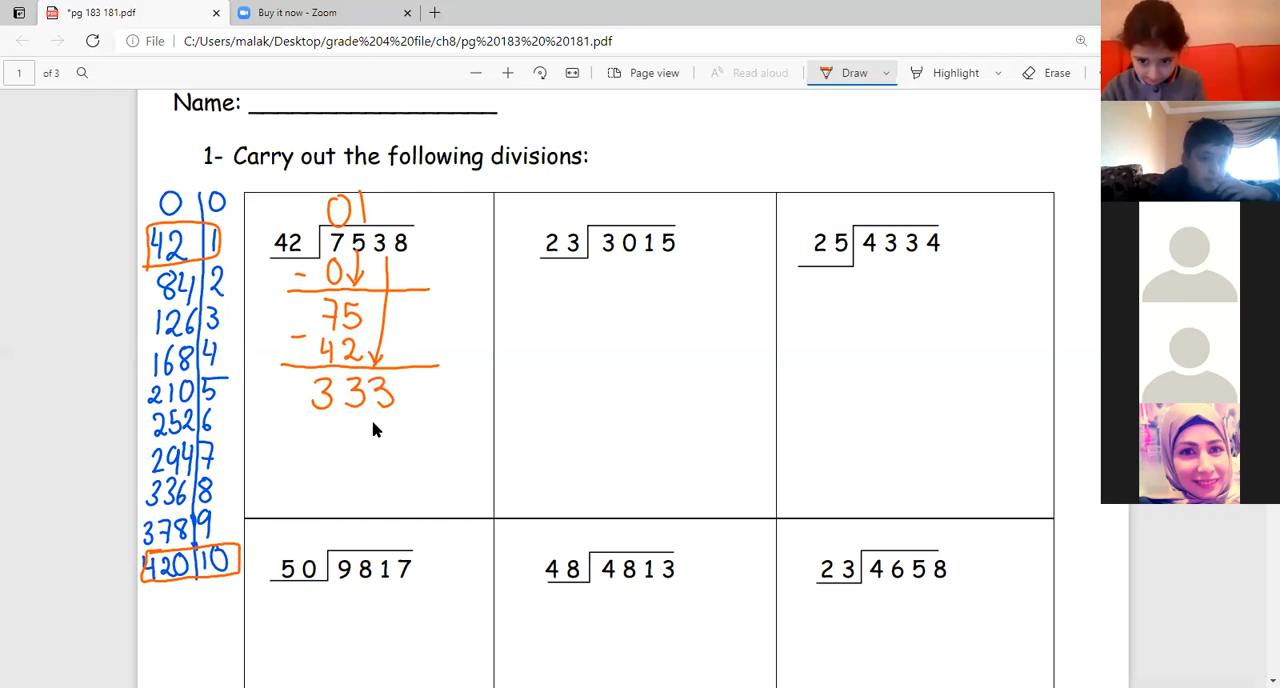 *pg 183 181.pdf
Buy it now - Zoom
File
C:/Users/malak/Desktop/grade%204%20file/ch8/pg%20183%20%20181.pdf
1 of 3
Page view
Read aloud
Draw
Highlight
Erase
Name: __________________
1- Carry out the following divisions:
0 0
42 1
84 2
126 3
168 4
210 5
252 6
294 7
336 8
378 9
420 10
01
42 7538
- 0
75
- 42
333
23 3015
25 4334
50 9817
48 4813
23 4658